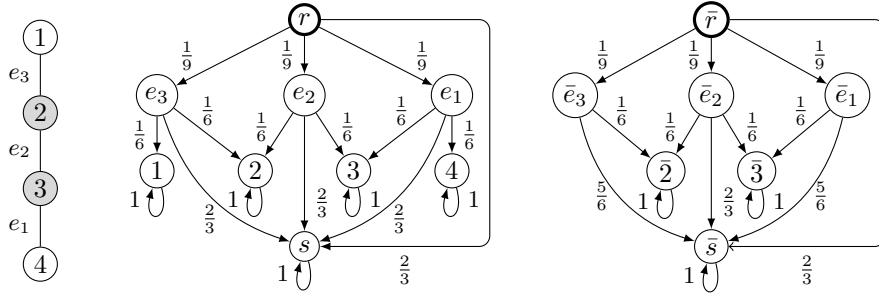 1
e₃
2
e₂
3
e₁
4
r
1/9 1/9 1/9
e₃ e₂ e₁
1/6 1/6 1/6 1/6 1/6 1/6
1 2 3 4
1 1 1 1
2/3 2/3 2/3
s
1
2/3
r̄
1/9 1/9 1/9
ē₃ ē₂ ē₁
1/6 1/6 1/6 1/6
2̄ 3̄
1 1
5/6 2/3 5/6
s̄
1
2/3